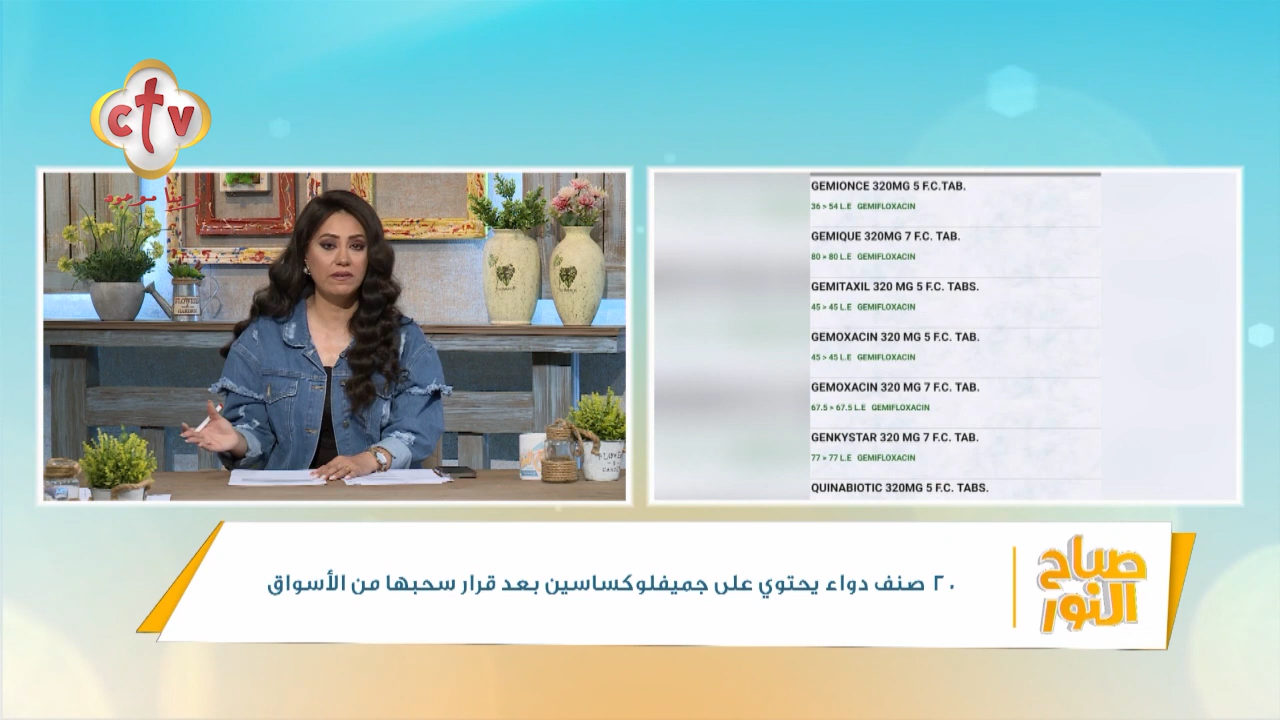 ctv
ربنا موجود
GEMIONCE 320MG 5 F.C.TAB.
36 > 54 L.E GEMIFLOXACIN
GEMIQUE 320MG 7 F.C. TAB.
80 > 80 L.E GEMIFLOXACIN
GEMITAXIL 320 MG 5 F.C. TABS.
45 > 45 L.E GEMIFLOXACIN
GEMOXACIN 320 MG 5 F.C. TAB.
45 > 45 L.E GEMIFLOXACIN
GEMOXACIN 320 MG 7 F.C. TAB.
67.5 > 67.5 L.E GEMIFLOXACIN
GENKYSTAR 320 MG 7 F.C. TAB.
77 > 77 L.E GEMIFLOXACIN
QUINABIOTIC 320MG 5 F.C. TABS.
٢٠ صنف دواء يحتوي على جميفلوكساسين بعد قرار سحبها من الأسواق
صباح
النور